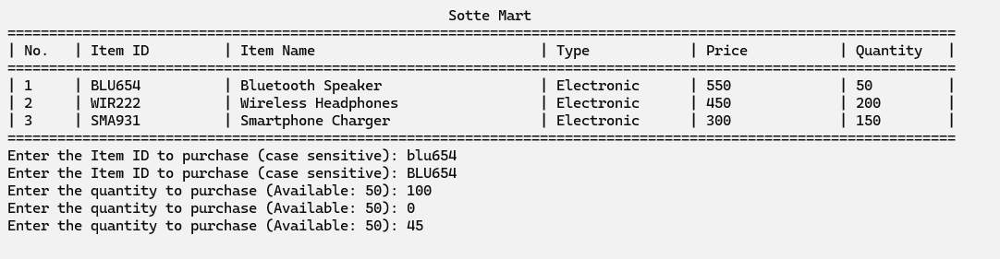 Sotte Mart
==================================================================================================================
| No.   | Item ID         | Item Name                           | Type            | Price           | Quantity   |
==================================================================================================================
| 1     | BLU654          | Bluetooth Speaker                   | Electronic      | 550             | 50         |
| 2     | WIR222          | Wireless Headphones                 | Electronic      | 450             | 200        |
| 3     | SMA931          | Smartphone Charger                  | Electronic      | 300             | 150        |
==================================================================================================================
Enter the Item ID to purchase (case sensitive): blu654
Enter the Item ID to purchase (case sensitive): BLU654
Enter the quantity to purchase (Available: 50): 100
Enter the quantity to purchase (Available: 50): 0
Enter the quantity to purchase (Available: 50): 45